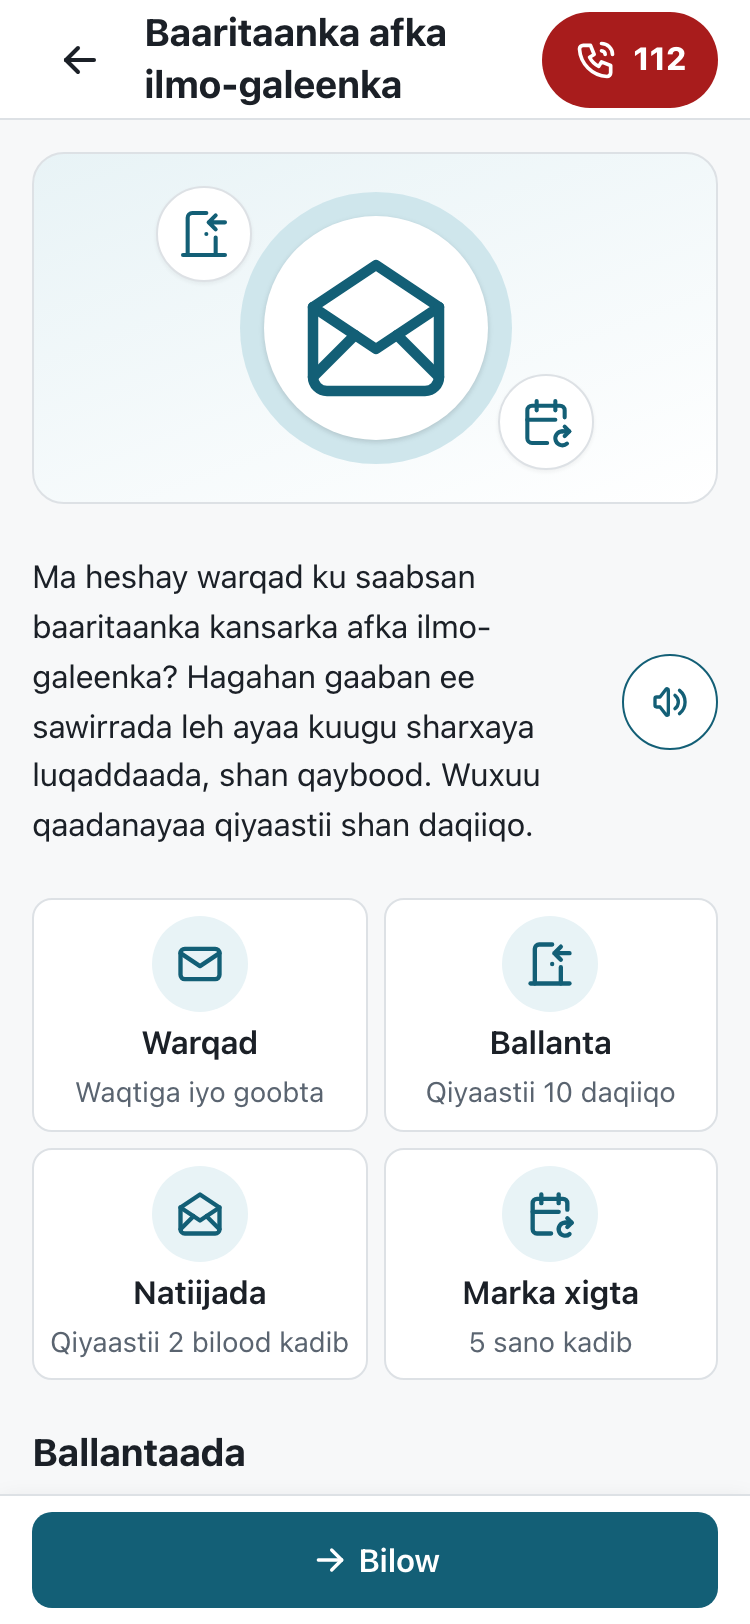 Baaritaanka afka
ilmo-galeenka
112
Ma heshay warqad ku saabsan
baaritaanka kansarka afka ilmo-
galeenka? Hagahan gaaban ee
sawirrada leh ayaa kuugu sharxaya
luqaddaada, shan qaybood. Wuxuu
qaadanayaa qiyaastii shan daqiiqo.
Warqad
Waqtiga iyo goobta
Ballanta
Qiyaastii 10 daqiiqo
Natiijada
Qiyaastii 2 bilood kadib
Marka xigta
5 sano kadib
Ballantaada
Bilow